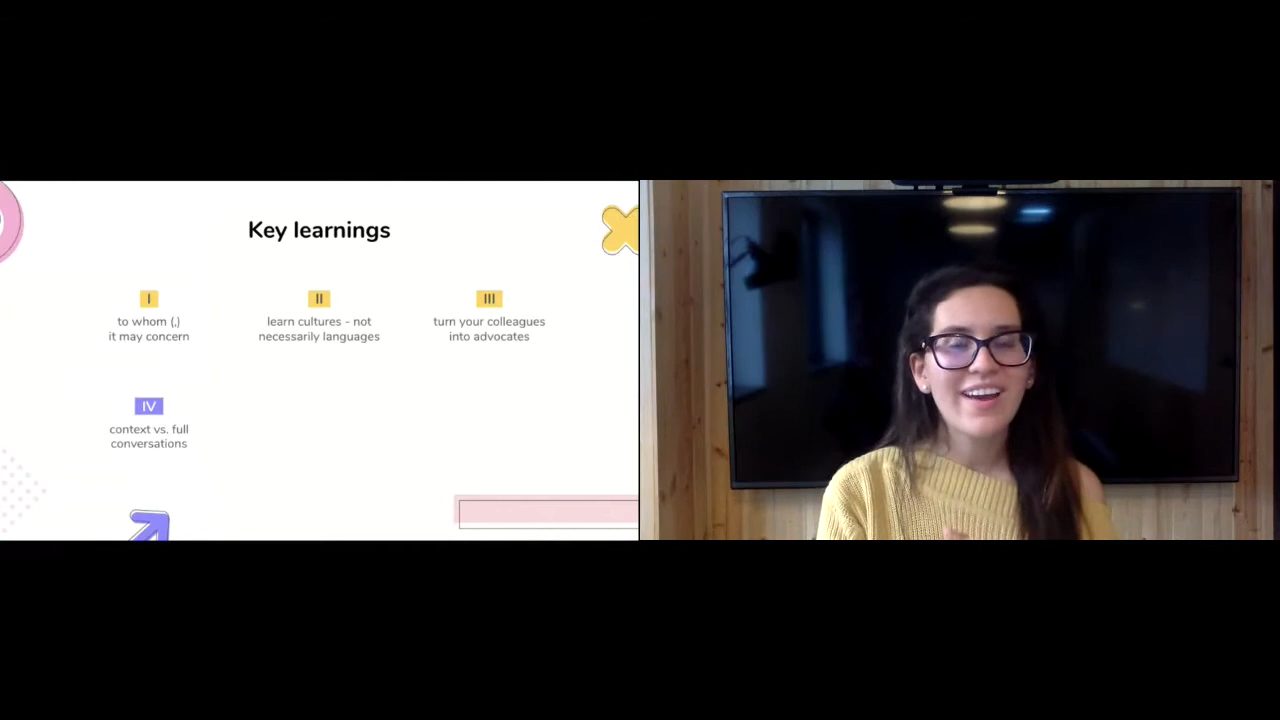 Key learnings
I
to whom (,)
it may concern
II
learn cultures - not
necessarily languages
III
turn your colleagues
into advocates
IV
context vs. full
conversations